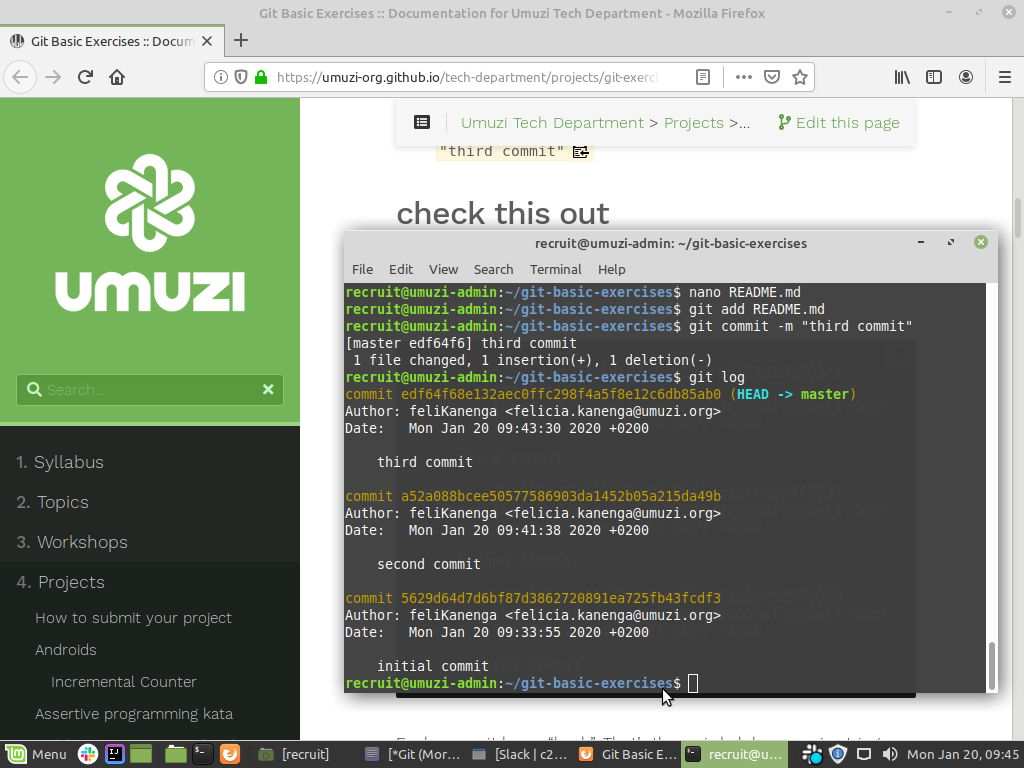 Git Basic Exercises :: Documentation for Umuzi Tech Department - Mozilla Firefox
Git Basic Exercises :: Docum
https://umuzi-org.github.io/tech-department/projects/git-exerci
Umuzi Tech Department > Projects >...
Edit this page
"third commit"
check this out
UMUZI
Search...
1. Syllabus
2. Topics
3. Workshops
4. Projects
How to submit your project
Androids
Incremental Counter
Assertive programming kata
recruit@umuzi-admin: ~/git-basic-exercises
File Edit View Search Terminal Help
recruit@umuzi-admin:~/git-basic-exercises$ nano README.md
recruit@umuzi-admin:~/git-basic-exercises$ git add README.md
recruit@umuzi-admin:~/git-basic-exercises$ git commit -m "third commit"
[master edf64f6] third commit
1 file changed, 1 insertion(+), 1 deletion(-)
recruit@umuzi-admin:~/git-basic-exercises$ git log
commit edf64f68e132aec0ffc298f4a5f8e12c6db85ab0 (HEAD -> master)
Author: feliKanenga <felicia.kanenga@umuzi.org>
Date: Mon Jan 20 09:43:30 2020 +0200
third commit
commit a52a088bcee50577586903da1452b05a215da49b
Author: feliKanenga <felicia.kanenga@umuzi.org>
Date: Mon Jan 20 09:41:38 2020 +0200
second commit
commit 5629d64d7d6bf87d3862720891ea725fb43fcdf3
Author: feliKanenga <felicia.kanenga@umuzi.org>
Date: Mon Jan 20 09:33:55 2020 +0200
initial commit
recruit@umuzi-admin:~/git-basic-exercises$
Menu
[recruit]
[*Git (Mor...
[Slack | c2...
Git Basic E...
recruit@u...
Mon Jan 20, 09:45